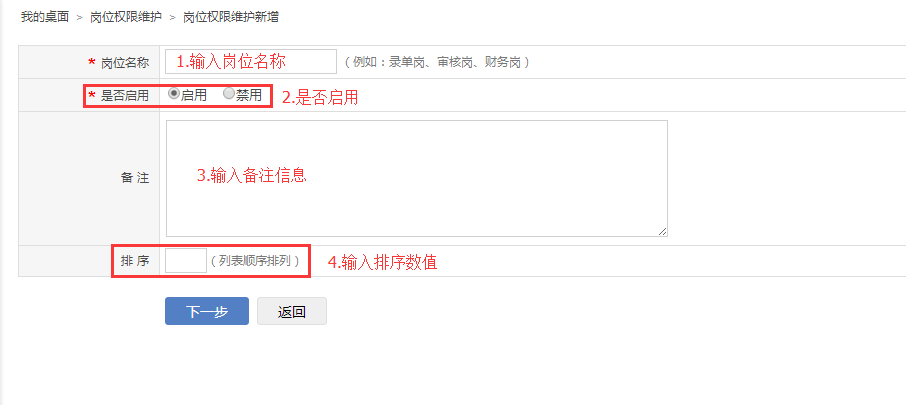 我的桌面 > 岗位权限维护 > 岗位权限维护新增
* 岗位名称 1.输入岗位名称 (例如：录单岗、审核岗、财务岗)
* 是否启用 启用 禁用 2.是否启用
备 注 3.输入备注信息
排 序 (列表顺序排列) 4.输入排序数值
下一步 返回